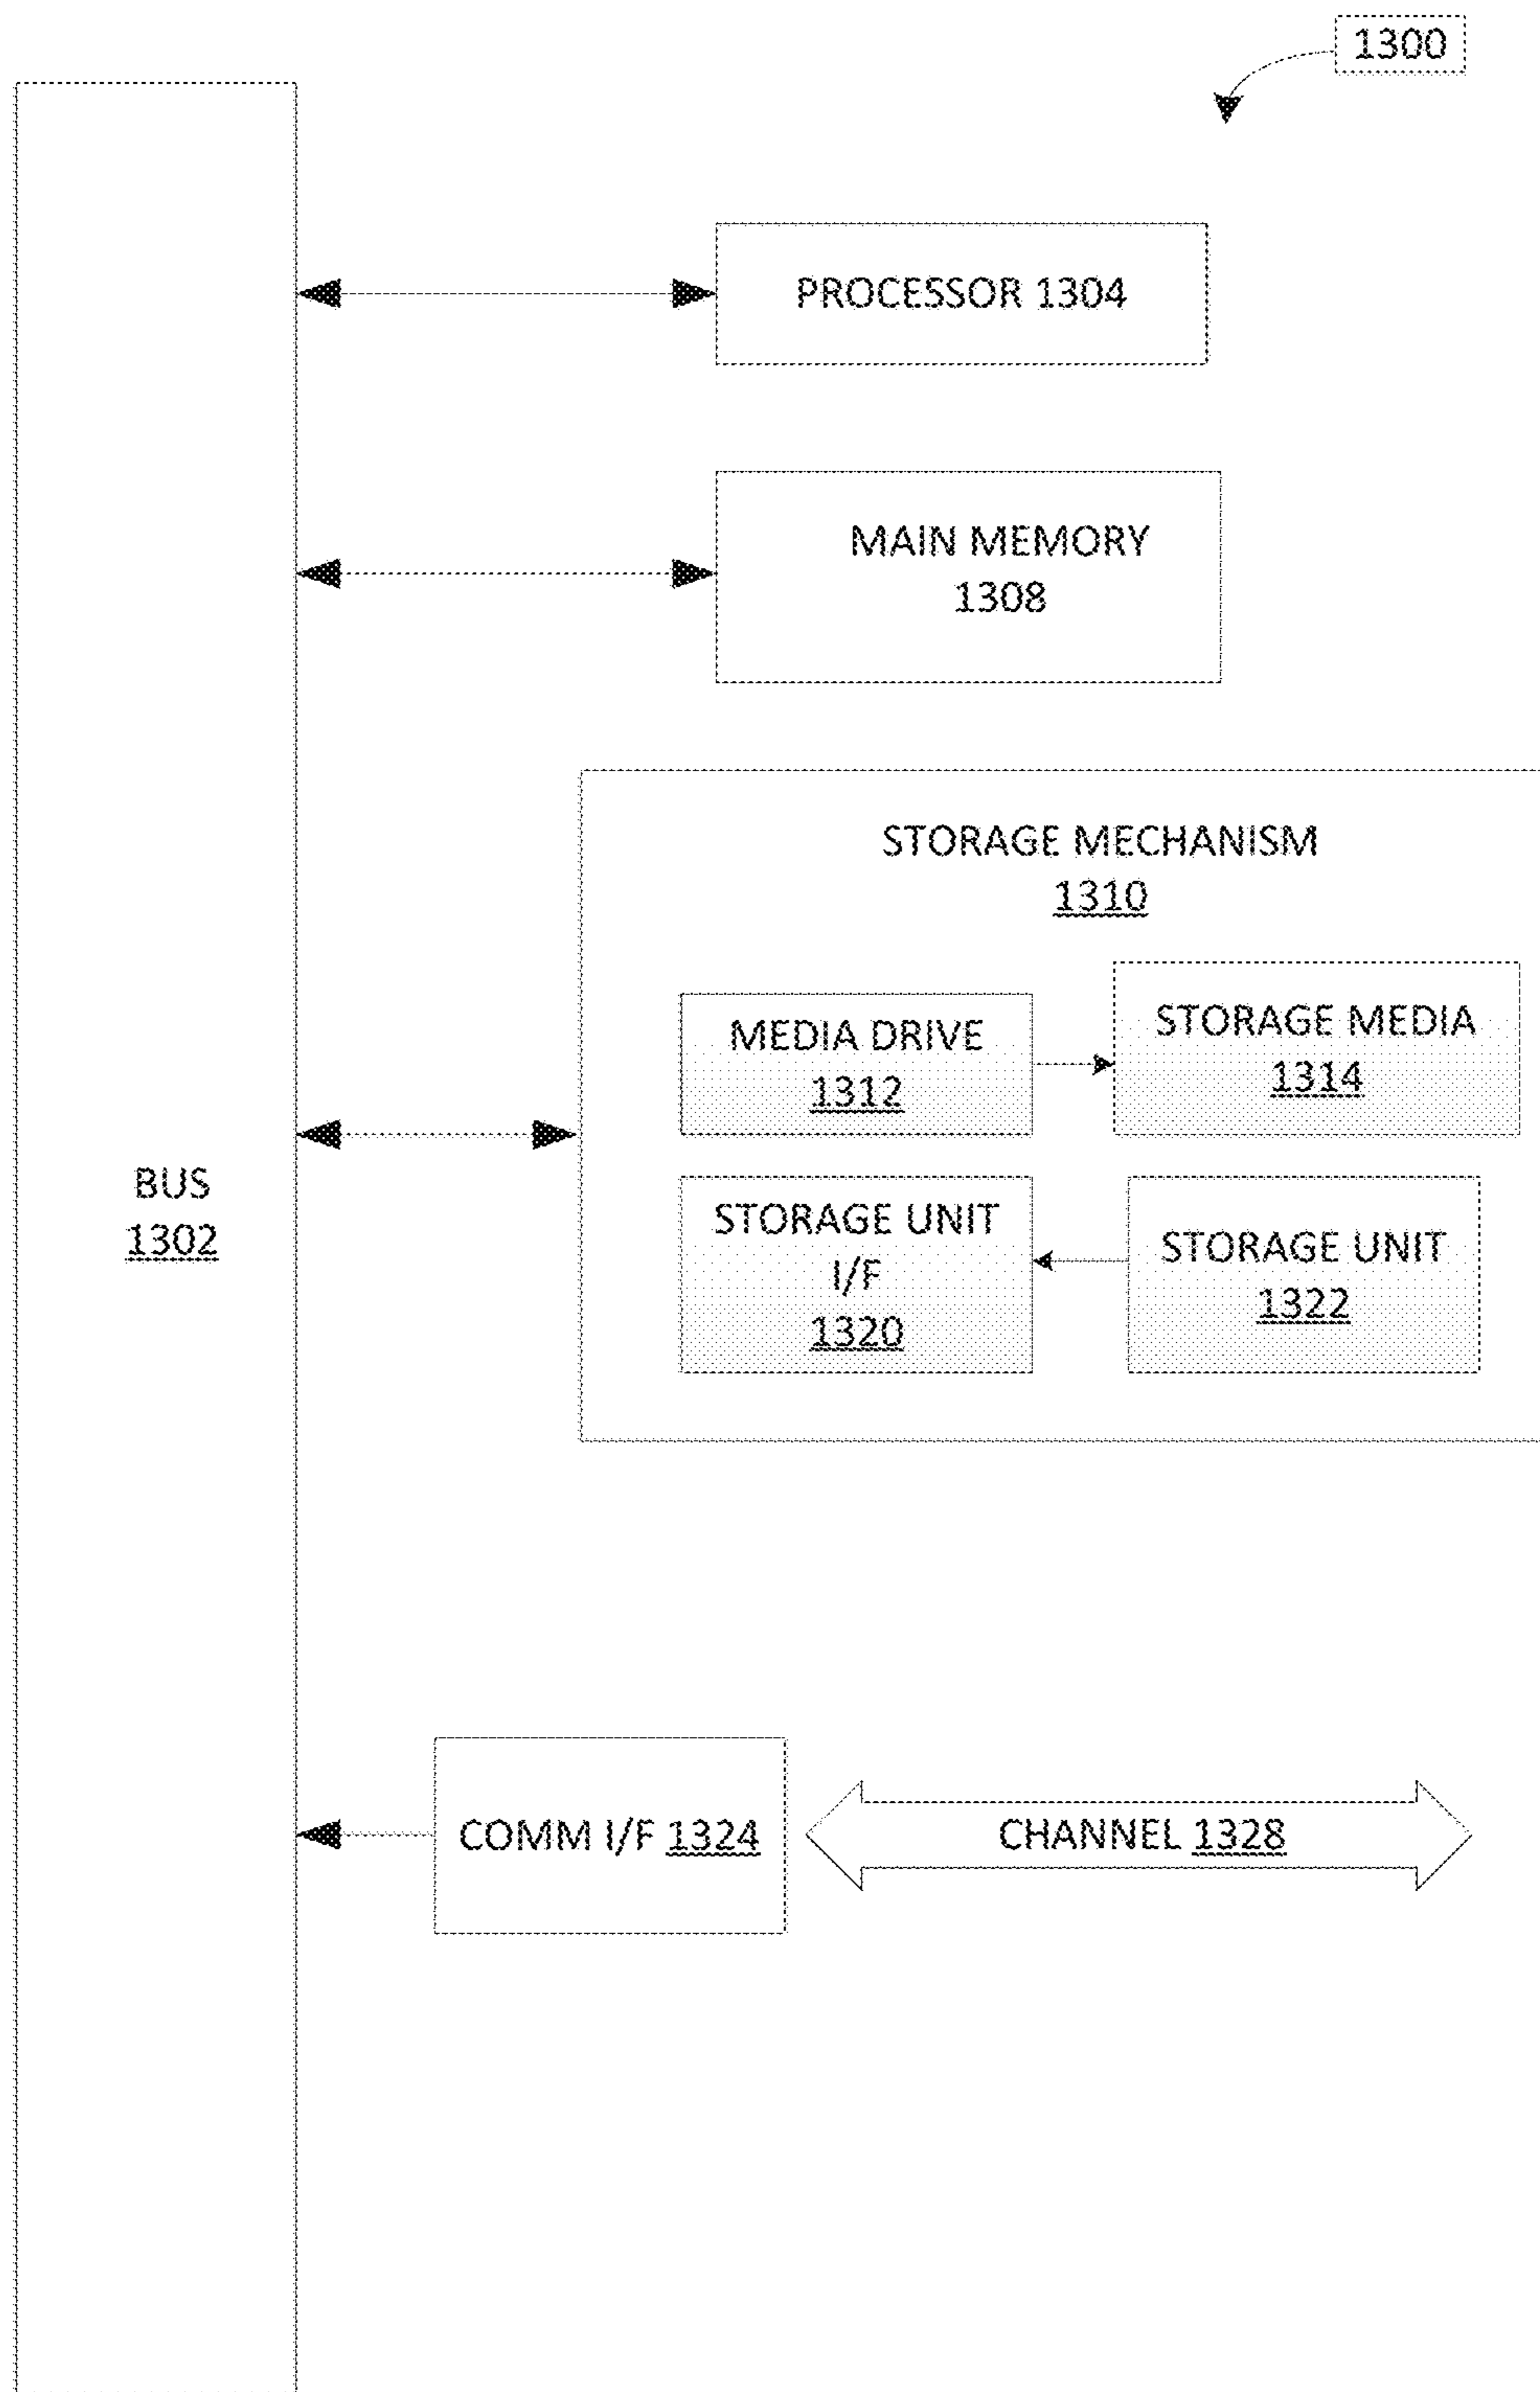 1300
PROCESSOR 1304
MAIN MEMORY
1308
STORAGE MECHANISM
1310
MEDIA DRIVE
1312
STORAGE MEDIA
1314
BUS
1302
STORAGE UNIT
I/F
1320
STORAGE UNIT
1322
COMM I/F 1324
CHANNEL 1328